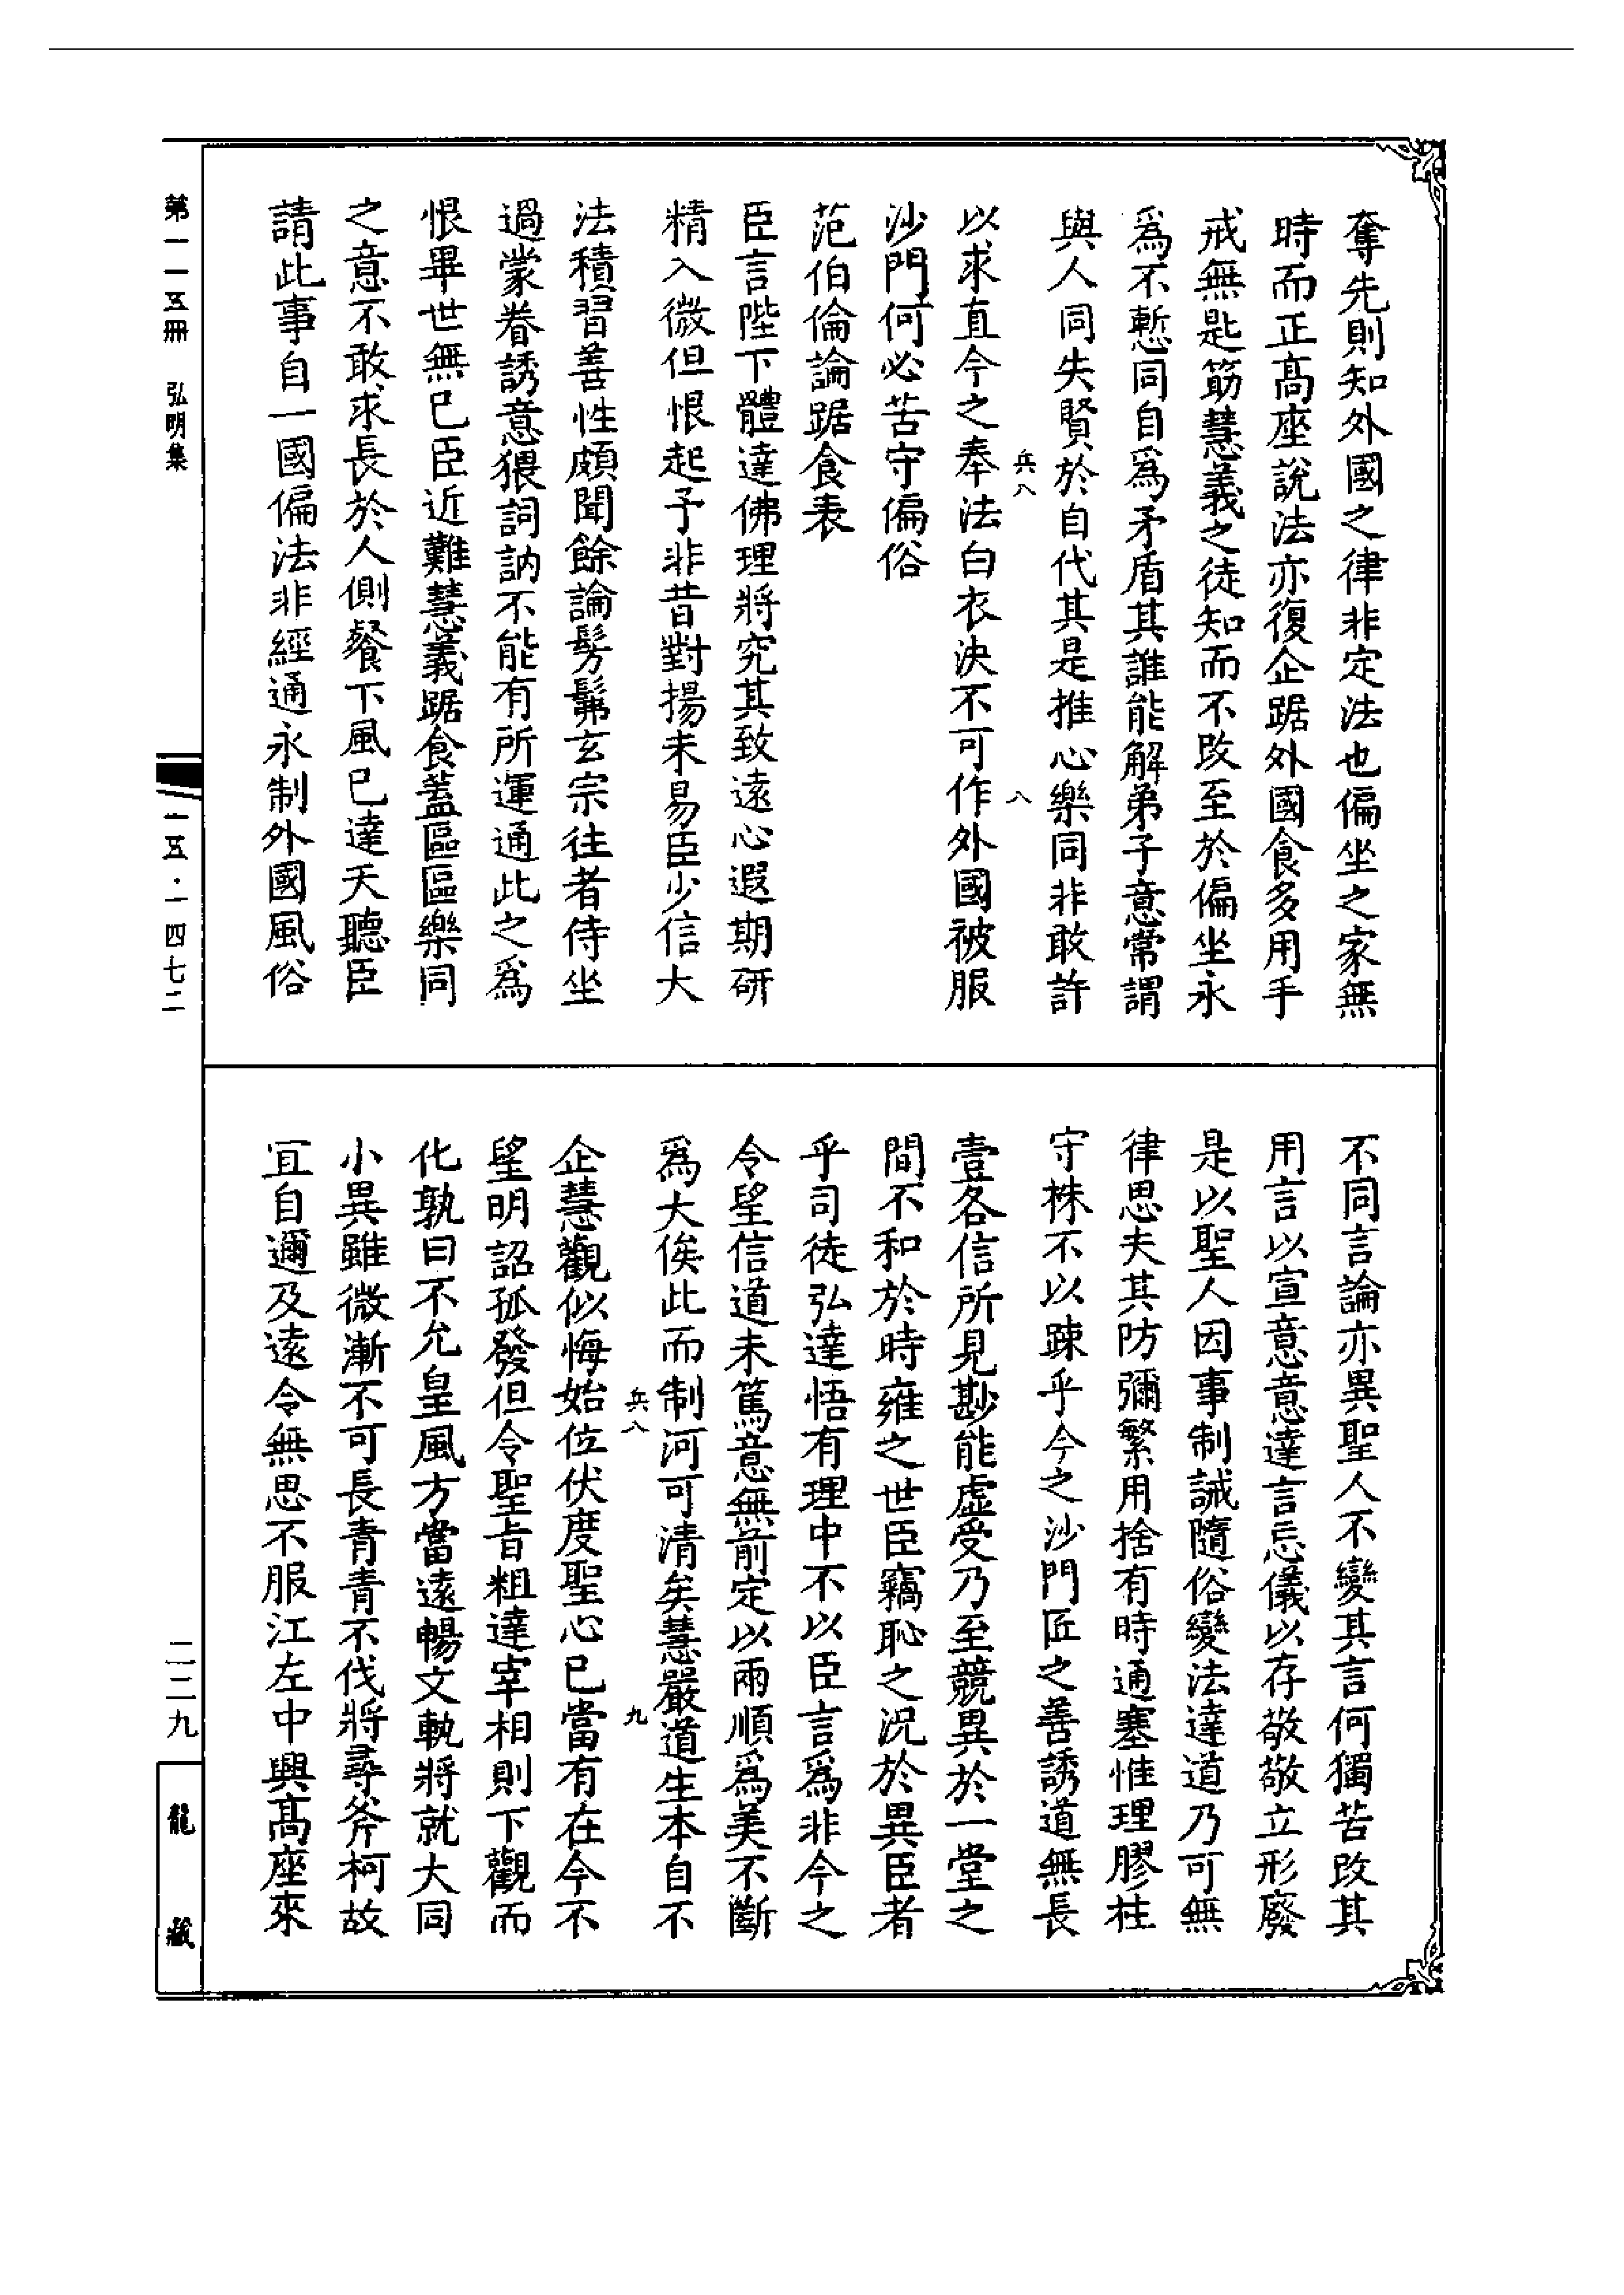 奪先則知外國之律非定法也偏坐之家無
時而正高座說法亦復企踞外國食多用手
戒無匙筯慧義之徒知而不改至於偏坐永
為不慙同自為矛盾其誰能解弟子意常謂
與人同失賢於自代其是推心樂同非敢許
兵八 八
以求直今之奉法白衣決不可作外國被服
沙門何必苦守偏俗
范伯倫論踞食表
臣言陛下體達佛理將究其致遠心遐期研
精入微但恨起予非昔對揚未易臣少信大
法積習善性頗聞餘論髣髴玄宗往者侍坐
過蒙眷誘意猥詞訥不能有所運通此之為
恨畢世無已臣近難慧義踞食蓋區區樂同
之意不敢求長於人側餐下風已達天聽臣
請此事自一國偏法非經通永制外國風俗
不同言論亦異聖人不變其言何獨苦改其
用言以宣意意達言忘儀以存敬敬立形廢
是以聖人因事制誡隨俗變法達道乃可無
律思夫其防彌繁用捨有時通塞惟理膠柱
守株不以踈乎今之沙門匠之善誘道無長
壹各信所見尠能虛受乃至競異於一堂之
間不和於時雍之世臣竊恥之況於異臣者
乎司徒弘達悟有理中不以臣言為非今之
令望信道未篤意無前定以兩順為美不斷
為大俟此而制河可清矣慧嚴道生本自不
兵八 九
企慧觀似悔始位伏度聖心已當有在今不
望明詔孤發但令聖旨粗達宰相則下觀而
化孰曰不允皇風方當遠暢文軌將就大同
小異雖微漸不可長青青不伐將尋斧柯故
宜自邇及遠令無思不服江左中興高座來
第一一五冊 弘明集
一五·一四七二
二二九
龍藏